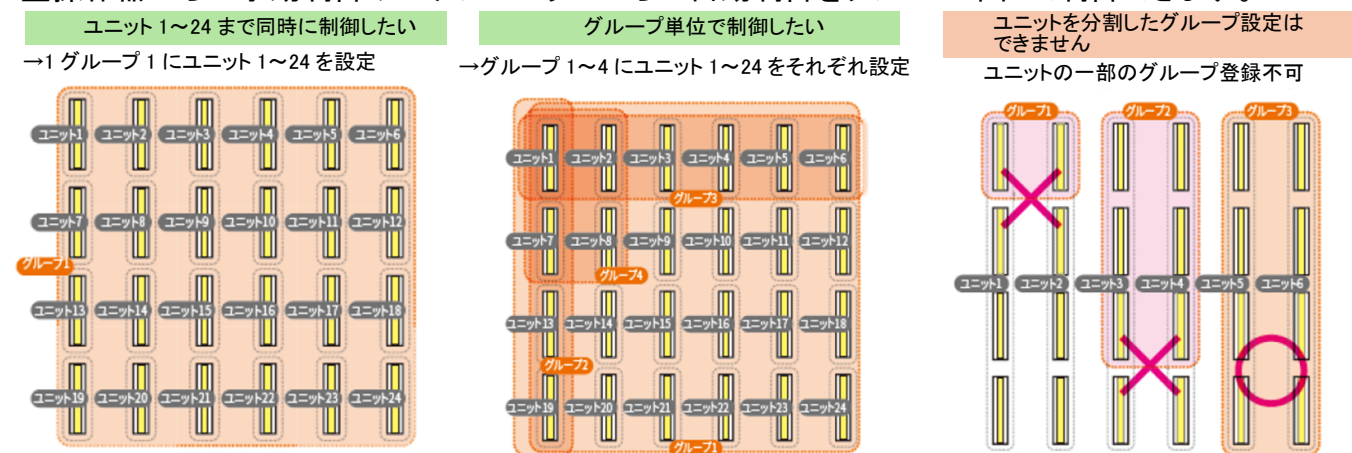 ユニット 1～24 まで同時に制御したい
→1 グループ 1 にユニット 1～24 を設定
ユニット1 ユニット2 ユニット3 ユニット4 ユニット5 ユニット6
ユニット7 ユニット8 ユニット9 ユニット10 ユニット11 ユニット12
グループ1
ユニット13 ユニット14 ユニット15 ユニット16 ユニット17 ユニット18
ユニット19 ユニット20 ユニット21 ユニット22 ユニット23 ユニット24
グループ単位で制御したい
→グループ 1～4 にユニット 1～24 をそれぞれ設定
ユニット1 ユニット2 ユニット3 ユニット4 ユニット5 ユニット6
グループ3
ユニット7 ユニット8 ユニット9 ユニット10 ユニット11 ユニット12
グループ4
ユニット13 ユニット14 ユニット15 ユニット16 ユニット17 ユニット18
グループ2
ユニット19 ユニット20 ユニット21 ユニット22 ユニット23 ユニット24
グループ1
ユニットを分割したグループ設定は
できません
ユニットの一部のグループ登録不可
グループ1 グループ2 グループ3
ユニット1 ユニット2 ユニット3 ユニット4 ユニット5 ユニット6